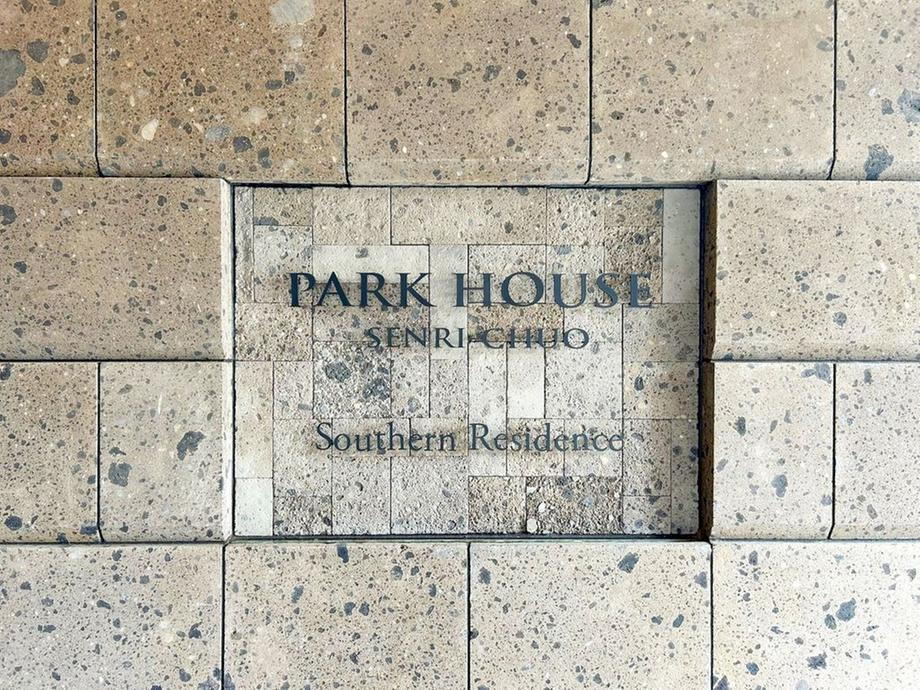 PARK HOUSE
SENRI-CHUO
Southern Residence